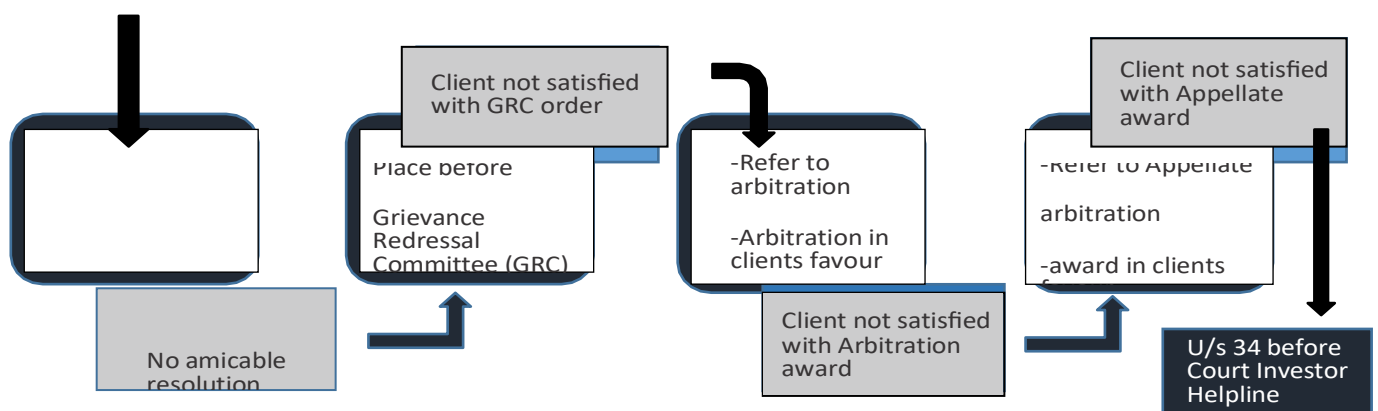 No amicable
resolution
Client not satisfied
with GRC order
Place before
Grievance
Redressal
Committee (GRC)
-Refer to
arbitration
-Arbitration in
clients favour
Client not satisfied
with Arbitration
award
Client not satisfied
with Appellate
award
-Refer to Appellate
arbitration
-award in clients
U/s 34 before
Court Investor
Helpline